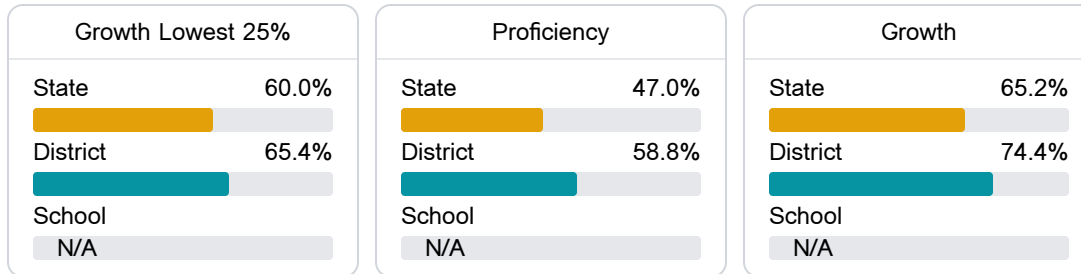 Growth Lowest 25%
State 60.0%
District 65.4%
School
N/A
Proficiency
State 47.0%
District 58.8%
School
N/A
Growth
State 65.2%
District 74.4%
School
N/A